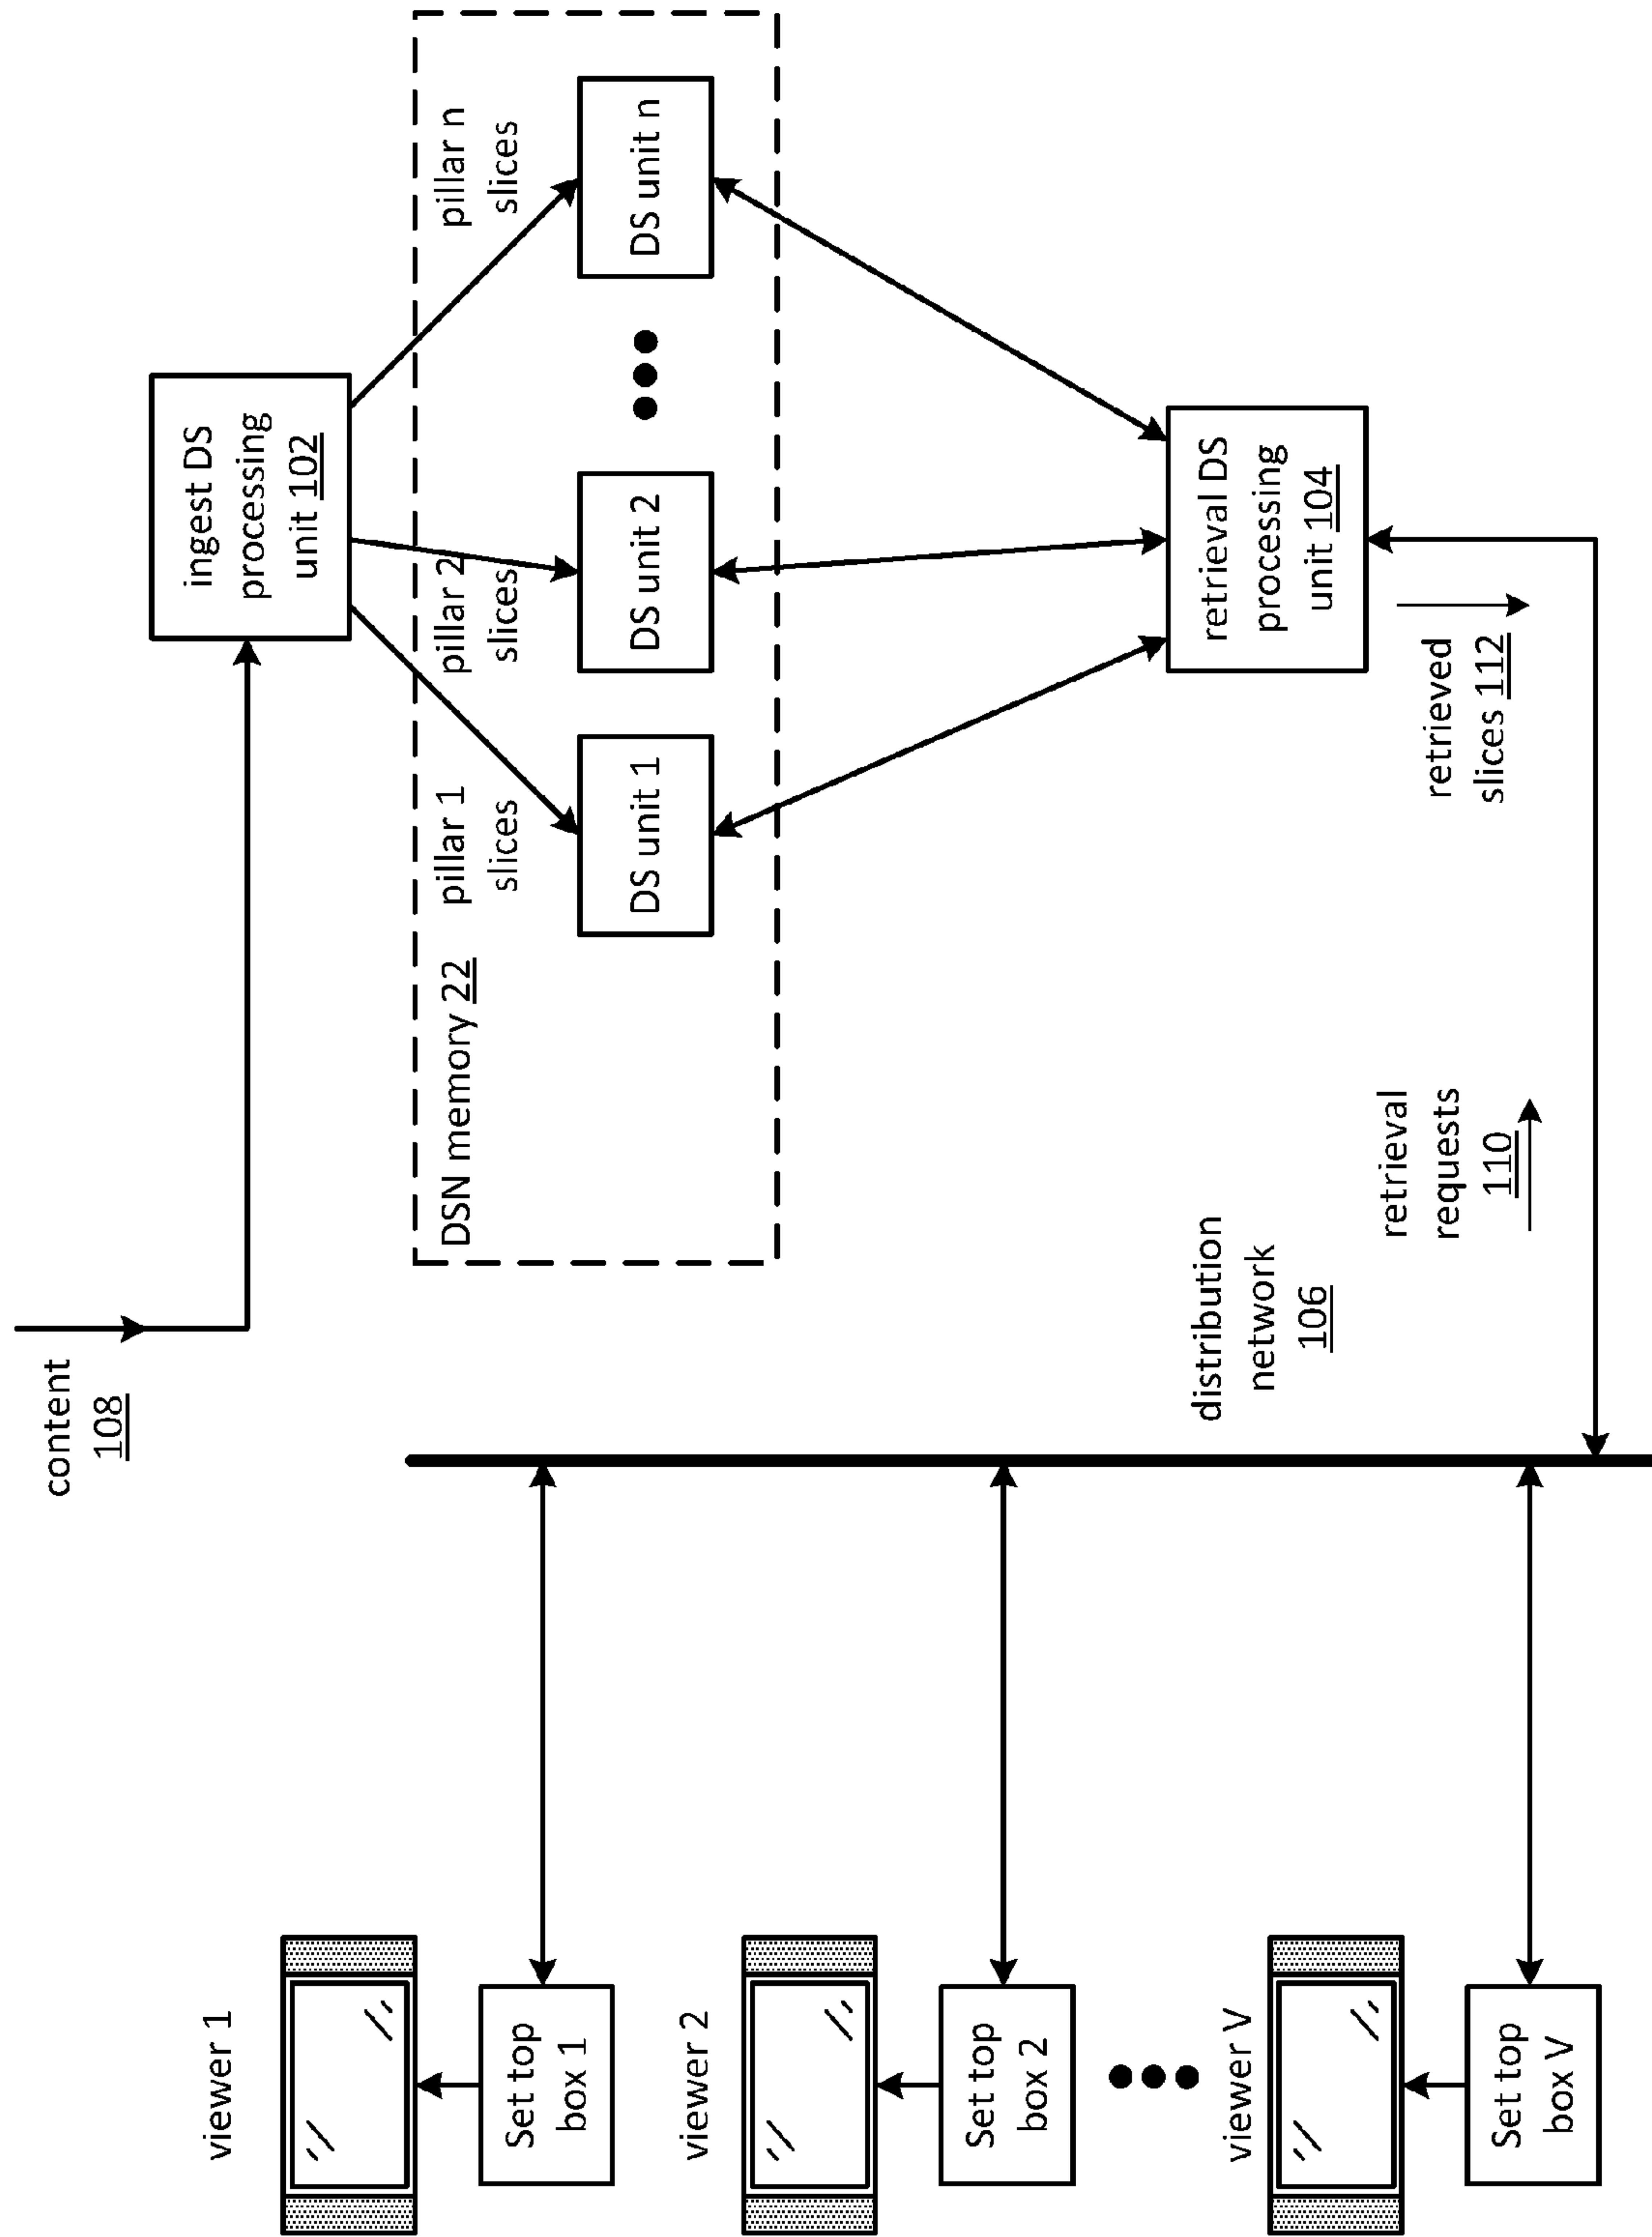 viewer 1
Set top
box 1
viewer 2
Set top
box 2
viewer V
Set top
box V
content
108
distribution
network
106
retrieval
requests
110
DSN memory 22
pillar 1
slices
DS unit 1
pillar 2
slices
DS unit 2
pillar n
slices
DS unit n
ingest DS
processing
unit 102
retrieval DS
processing
unit 104
retrieved
slices 112